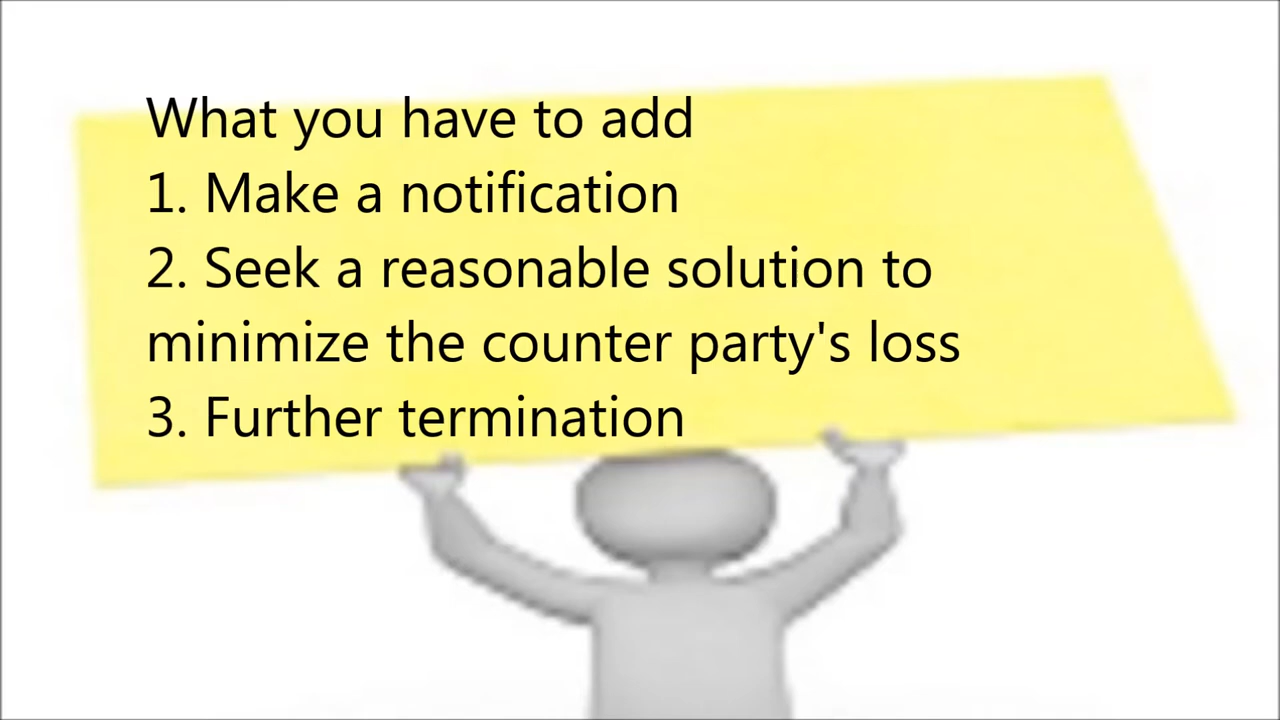 What you have to add
1. Make a notification
2. Seek a reasonable solution to
minimize the counter party's loss
3. Further termination